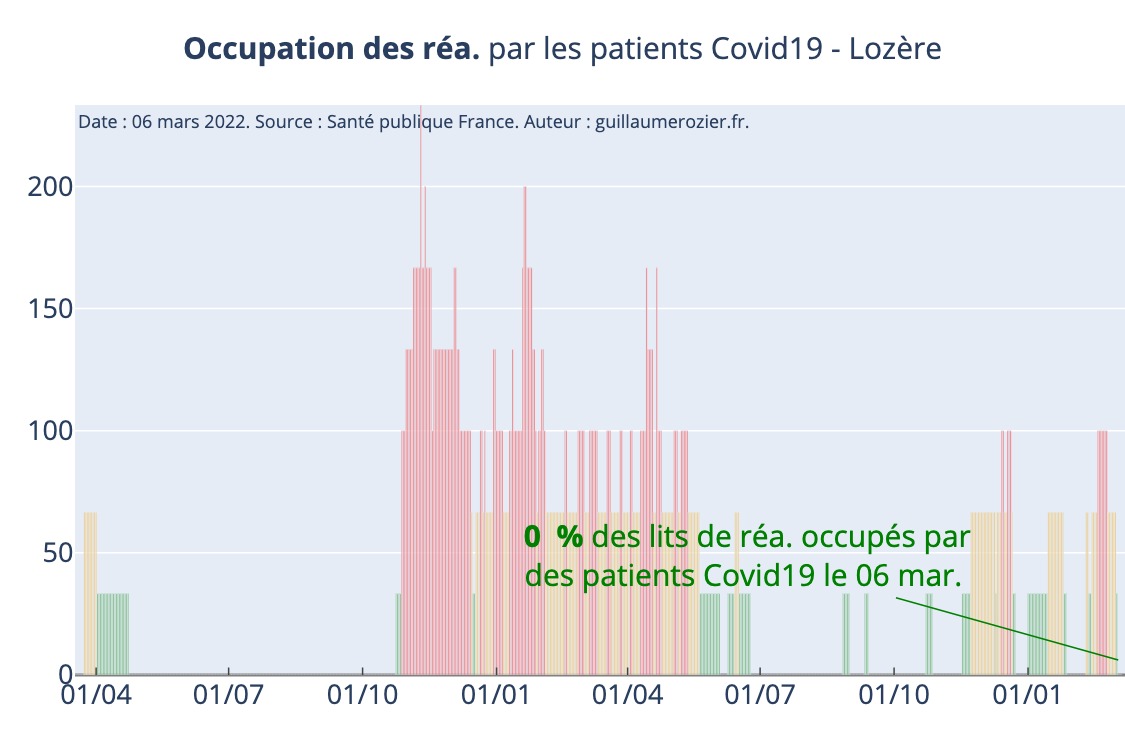 Occupation des réa. par les patients Covid19 - Lozère
Date : 06 mars 2022. Source : Santé publique France. Auteur : guillaumerozier.fr.
200
150
100
50
0
0 % des lits de réa. occupés par
des patients Covid19 le 06 mar.
01/04 01/07 01/10 01/01 01/04 01/07 01/10 01/01